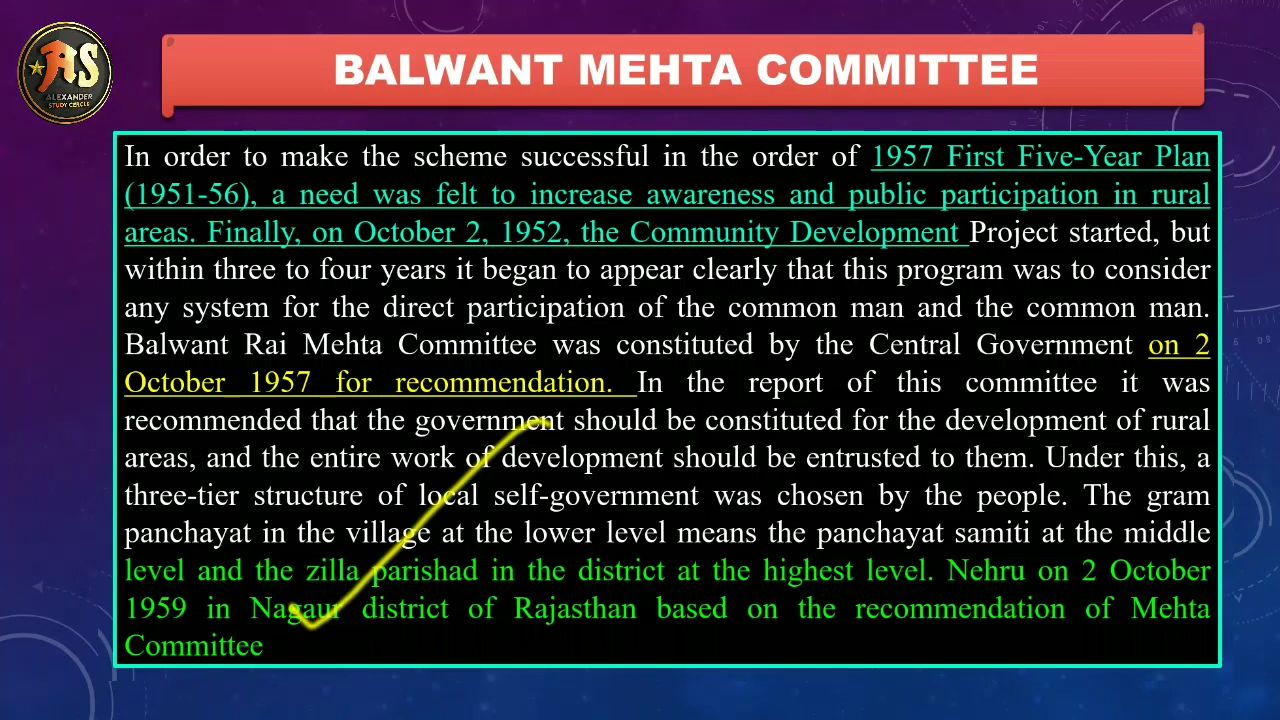 AS
ALEXANDER
STUDY CERCLE
BALWANT MEHTA COMMITTEE
In order to make the scheme successful in the order of 1957 First Five-Year Plan
(1951-56), a need was felt to increase awareness and public participation in rural
areas. Finally, on October 2, 1952, the Community Development Project started, but
within three to four years it began to appear clearly that this program was to consider
any system for the direct participation of the common man and the common man.
Balwant Rai Mehta Committee was constituted by the Central Government on 2
October 1957 for recommendation. In the report of this committee it was
recommended that the government should be constituted for the development of rural
areas, and the entire work of development should be entrusted to them. Under this, a
three-tier structure of local self-government was chosen by the people. The gram
panchayat in the village at the lower level means the panchayat samiti at the middle
level and the zilla parishad in the district at the highest level. Nehru on 2 October
1959 in Nagaur district of Rajasthan based on the recommendation of Mehta
Committee